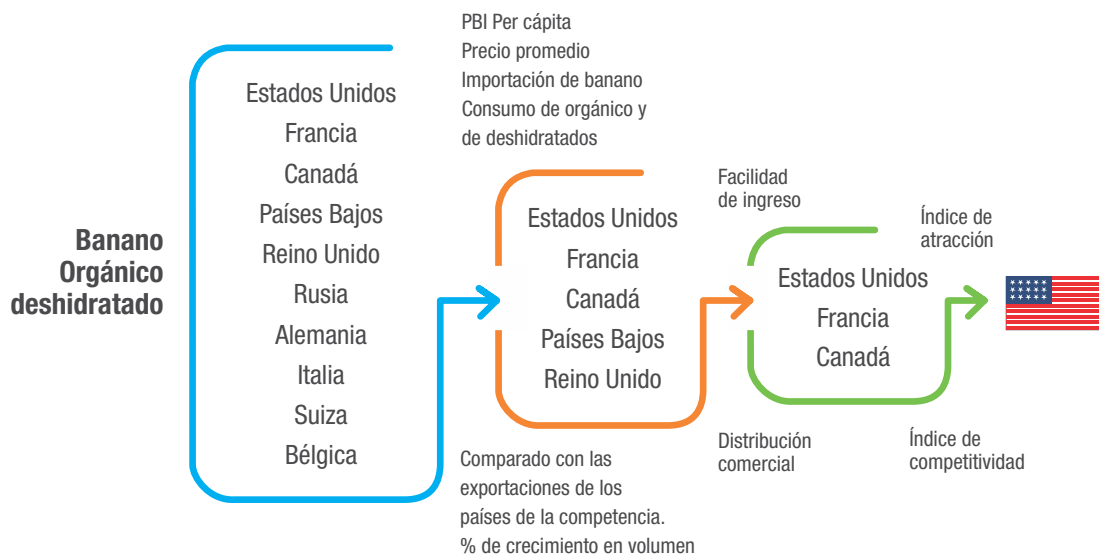 Banano
Orgánico
deshidratado
Estados Unidos
Francia
Canadá
Países Bajos
Reino Unido
Rusia
Alemania
Italia
Suiza
Bélgica
PBI Per cápita
Precio promedio
Importación de banano
Consumo de orgánico y
de deshidratados
Estados Unidos
Francia
Canadá
Países Bajos
Reino Unido
Comparado con las
exportaciones de los
países de la competencia.
% de crecimiento en volumen
Facilidad
de ingreso
Estados Unidos
Francia
Canadá
Distribución
comercial
Índice de
atracción
Índice de
competitividad